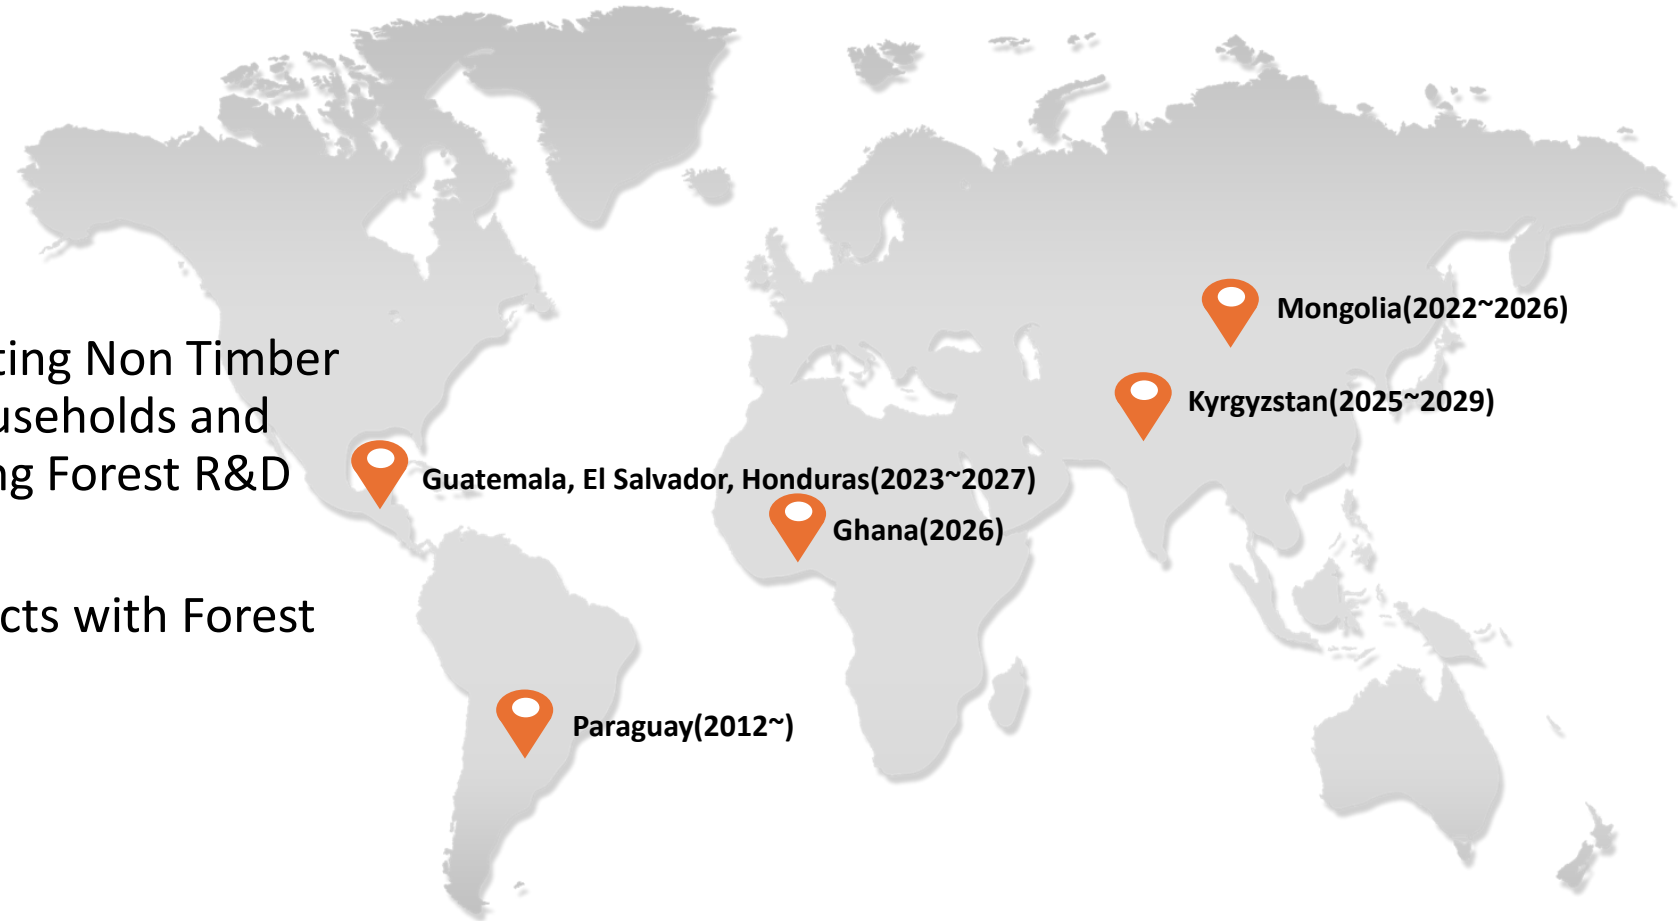 ting Non Timber
useholds and
ng Forest R&D
cts with Forest
Mongolia(2022~2026)
Kyrgyzstan(2025~2029)
Guatemala, El Salvador, Honduras(2023~2027)
Ghana(2026)
Paraguay(2012~)